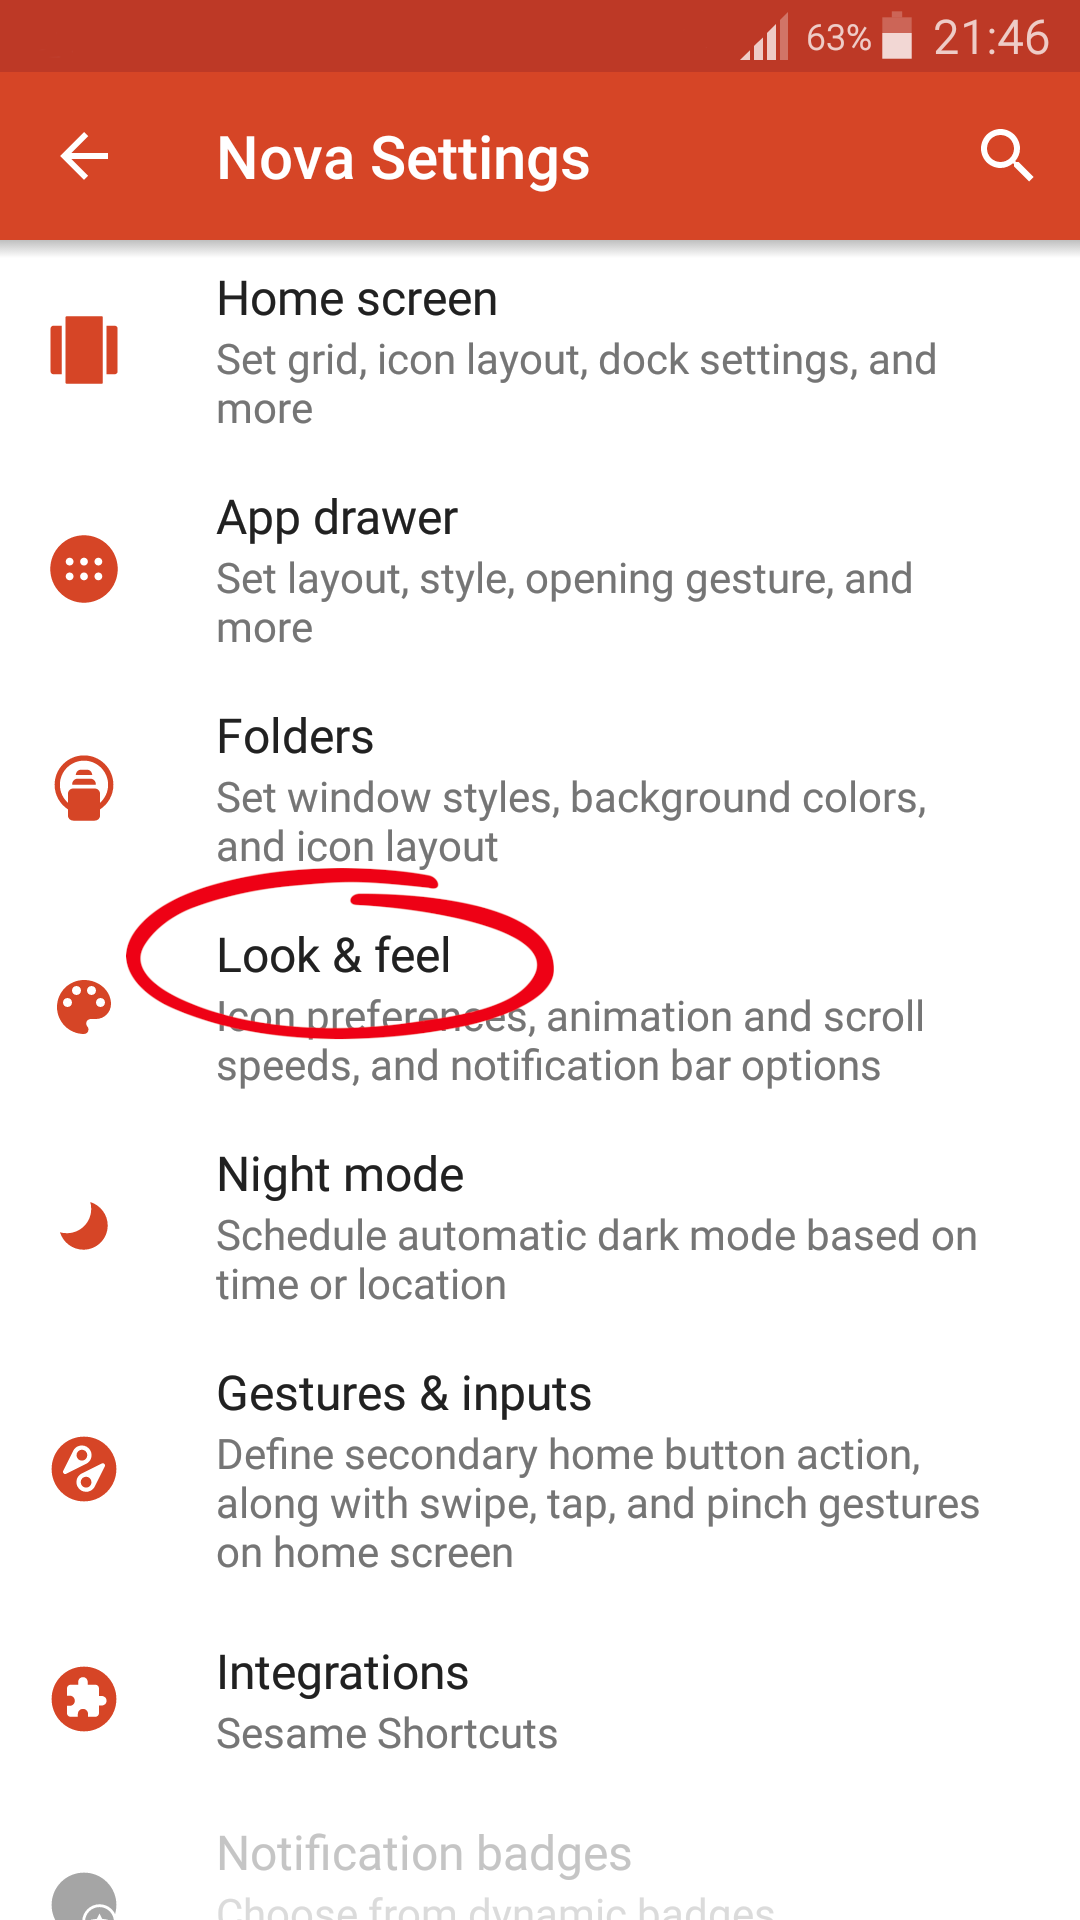 63% 21:46
Nova Settings
Home screen
Set grid, icon layout, dock settings, and
more
App drawer
Set layout, style, opening gesture, and
more
Folders
Set window styles, background colors,
and icon layout
Look & feel
Icon preferences, animation and scroll
speeds, and notification bar options
Night mode
Schedule automatic dark mode based on
time or location
Gestures & inputs
Define secondary home button action,
along with swipe, tap, and pinch gestures
on home screen
Integrations
Sesame Shortcuts
Notification badges
Choose from dynamic badges